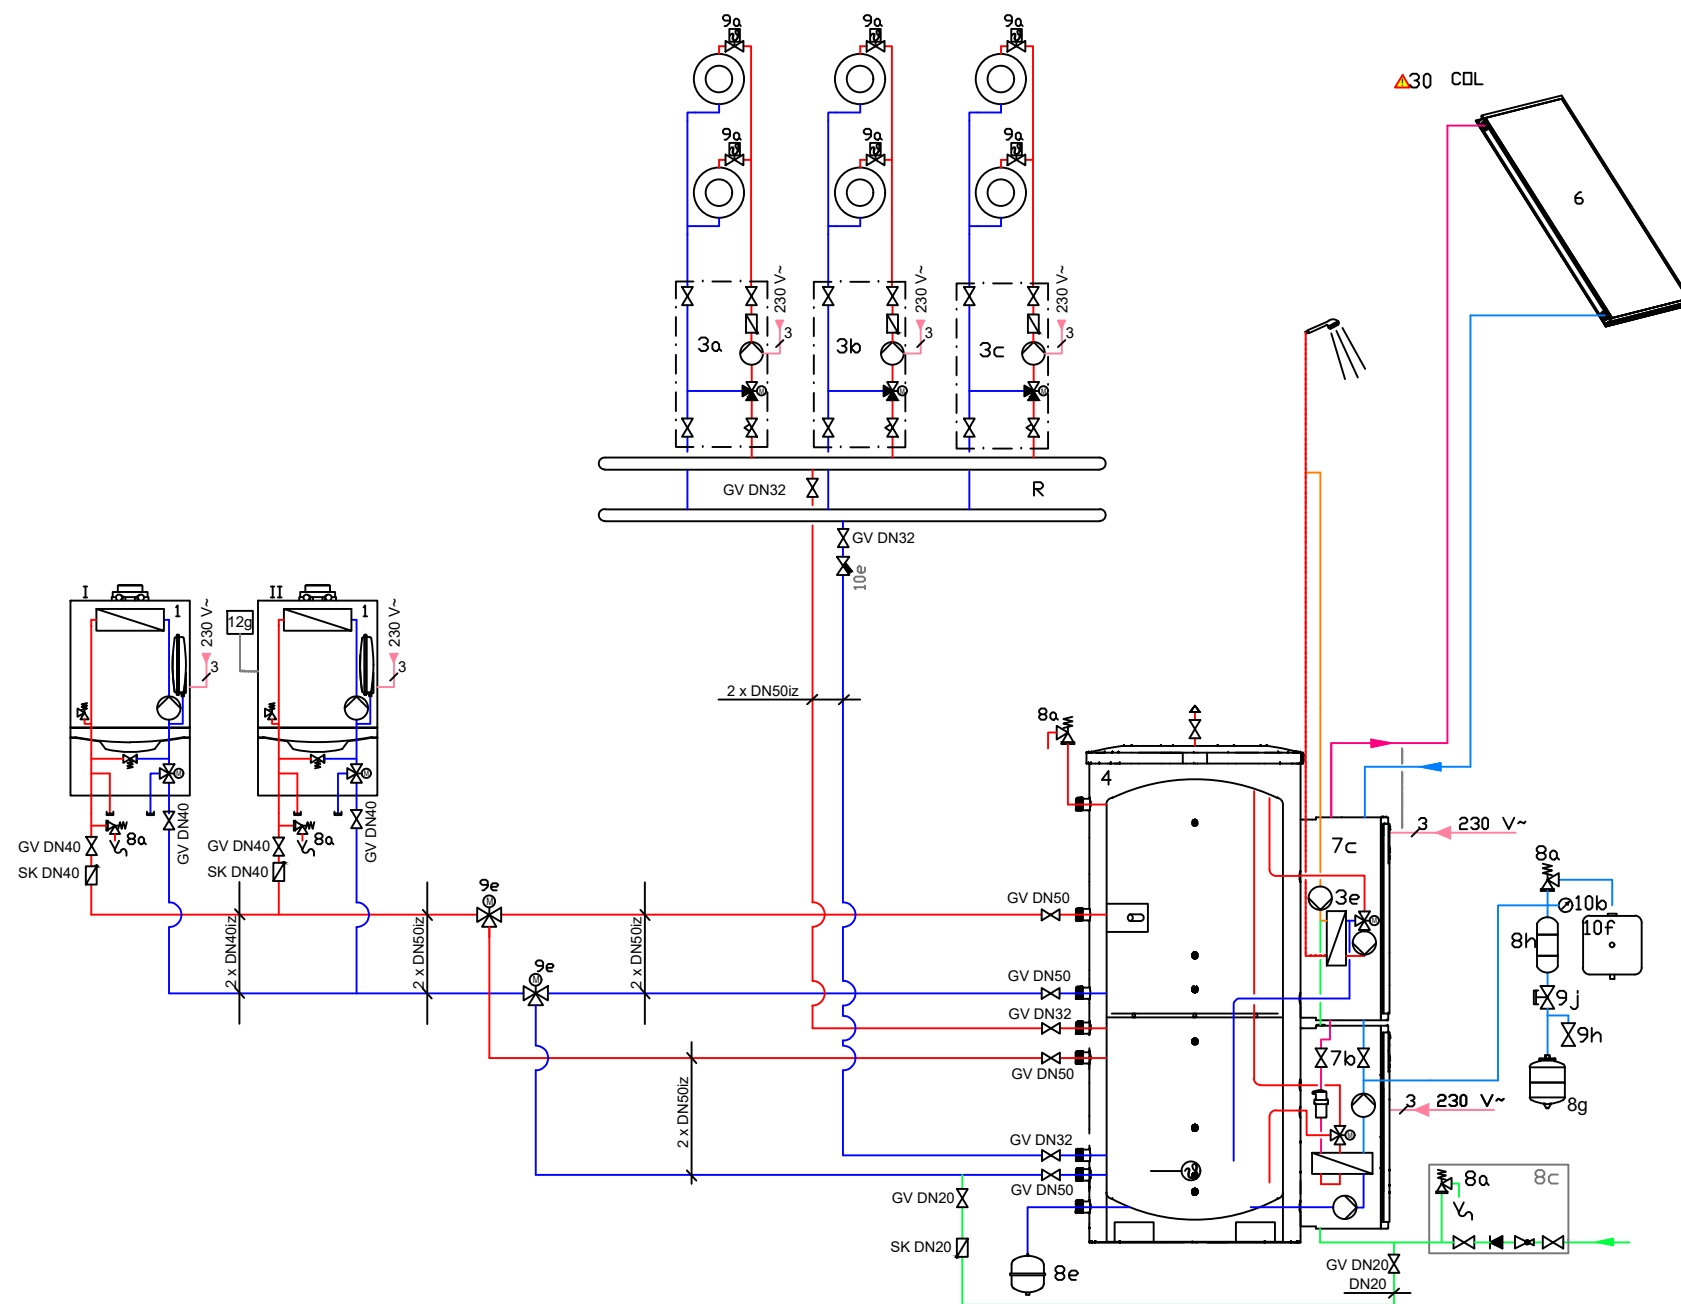 9a 9a 9a
30 COL
9a 9a 9a
6
230 V~ 230 V~ 230 V~
3 3 3
3a 3b 3c
M M M
GV DN32
R
GV DN32
10e
I II
1 1
12g
230 V~ 230 V~
3 3
2 x DN50iz
M M
8a
4
GV DN40 8a GV DN40
GV DN40 8a GV DN40
SK DN40 SK DN40
7c
3 230 V~
8a
9e
M
GV DN50
3e
M
10b
8h
10f
2 x DN40iz
2 x DN50iz
2 x DN50iz
9e
M
GV DN50
9j
GV DN32
9h
7b
GV DN50
2 x DN50iz
3 230 V~
8g
M
GV DN32
GV DN50
8a 8c
GV DN20
SK DN20
8e
GV DN20
DN20